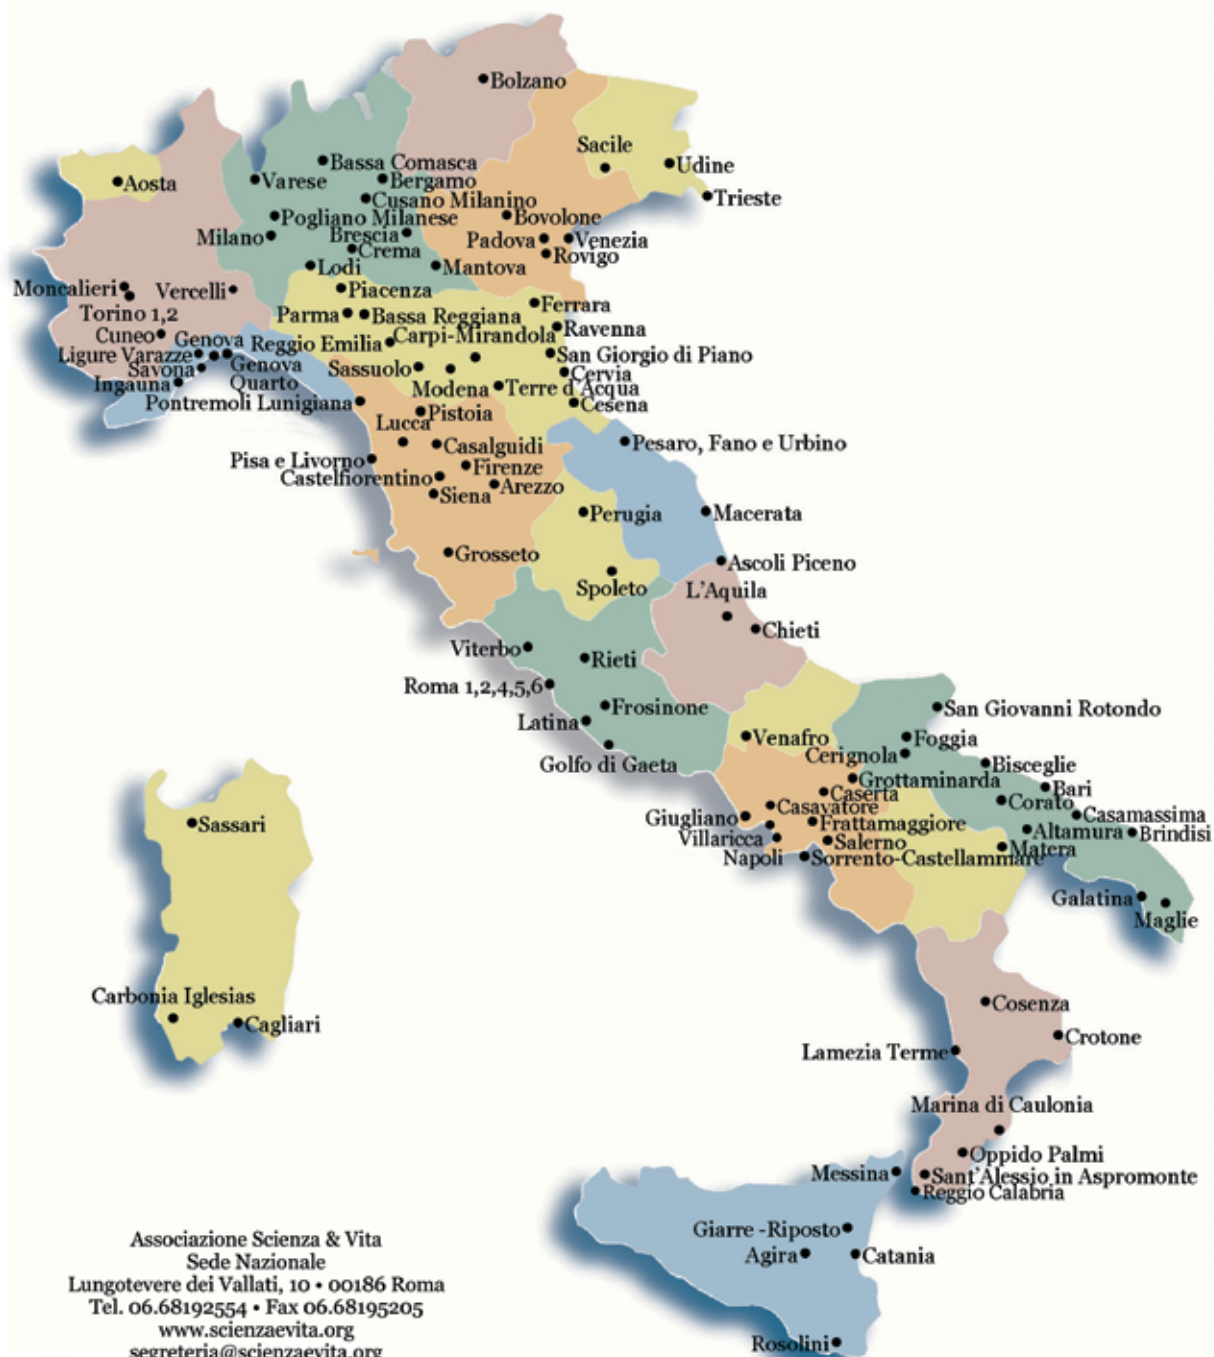 Bolzano
Sacile
Udine
Trieste
Aosta
Bassa Comasca
Varese
Bergamo
Cusano Milanino
Pogliano Milanese
Bovolone
Milano
Brescia
Padova
Venezia
Crema
Rovigo
Lodi
Mantova
Moncalieri
Vercelli
Piacenza
Ferrara
Torino 1,2
Parma
Bassa Reggiana
Ravenna
Cuneo
Genova
Reggio Emilia
Carpi-Mirandola
Ligure Varazze
San Giorgio di Piano
Savona
Genova
Quarto
Sassuolo
Cervia
Ingauna
Modena
Terre d'Acqua
Pontremoli Lunigiana
Cesena
Pistoia
Lucca
Casalguidi
Pesaro, Fano e Urbino
Pisa e Livorno
Firenze
Castelfiorentino
Arezzo
Siena
Perugia
Macerata
Grosseto
Ascoli Piceno
Spoleto
L'Aquila
Chieti
Viterbo
Rieti
Roma 1,2,4,5,6
Frosinone
San Giovanni Rotondo
Latina
Venafro
Foggia
Cerignola
Golfo di Gaeta
Bisceglie
Grottaminarda
Bari
Caserta
Corato
Casavatore
Casamassima
Giugliano
Frattamaggiore
Altamura
Brindisi
Villaricca
Salerno
Matera
Napoli
Sorrento-Castellammare
Sassari
Galatina
Maglie
Carbonia Iglesias
Cagliari
Cosenza
Crotone
Lamezia Terme
Marina di Caulonia
Oppido Palmi
Messina
Sant'Alessio in Aspromonte
Reggio Calabria
Giarre -Riposto
Agira
Catania
Rosolini
Associazione Scienza & Vita
Sede Nazionale
Lungotevere dei Vallati, 10 • 00186 Roma
Tel. 06.68192554 • Fax 06.68195205
www.scienzaevita.org
segreteria@scienzaevita.org